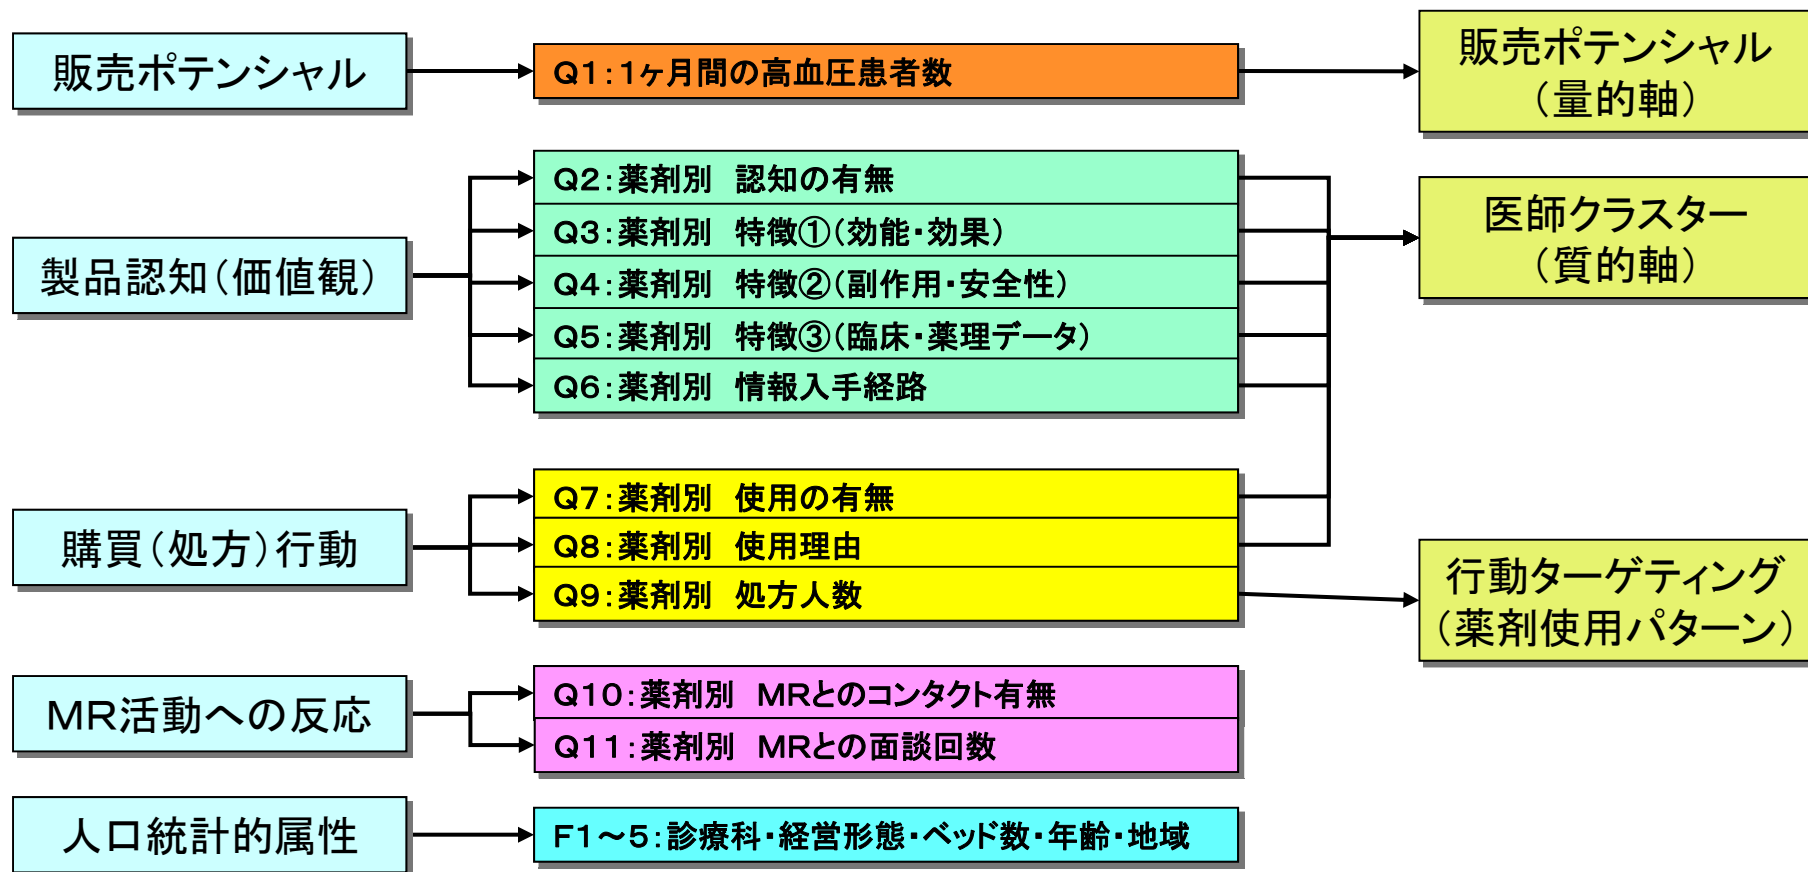 販売ポテンシャル
Q1:1ヶ月間の高血圧患者数
販売ポテンシャル
(量的軸)
製品認知(価値観)
Q2:薬剤別 認知の有無
Q3:薬剤別 特徴①(効能・効果)
Q4:薬剤別 特徴②(副作用・安全性)
Q5:薬剤別 特徴③(臨床・薬理データ)
Q6:薬剤別 情報入手経路
医師クラスター
(質的軸)
購買(処方)行動
Q7:薬剤別 使用の有無
Q8:薬剤別 使用理由
Q9:薬剤別 処方人数
行動ターゲティング
(薬剤使用パターン)
MR活動への反応
Q10:薬剤別 MRとのコンタクト有無
Q11:薬剤別 MRとの面談回数
人口統計的属性
F1~5:診療科・経営形態・ベッド数・年齢・地域